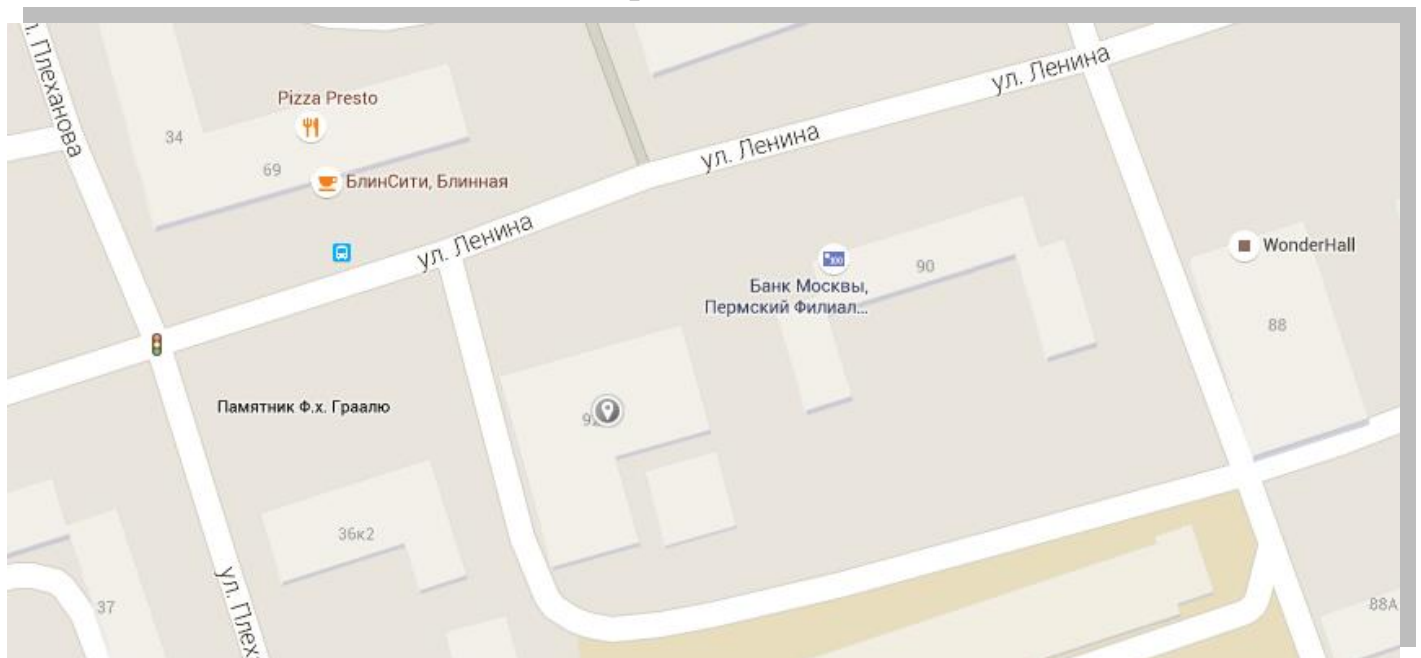 л. Плеханова
ул. Ленина
Pizza Presto
34
ул. Ленина
69
БлинСити, Блинная
ул. Ленина
WonderHall
90
Банк Москвы,
Пермский Филиал...
88
Памятник Ф.х. Граалю
36к2
37
ул. Плех
88А